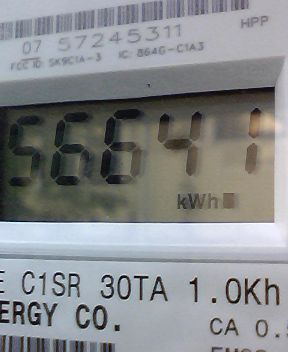 07 57245311
HPP
FCC ID: SK9C1A-3 IC: 864G-C1A3
56641
kWh
E C1SR 30TA 1.0Kh
ERGY CO.
CA 0.